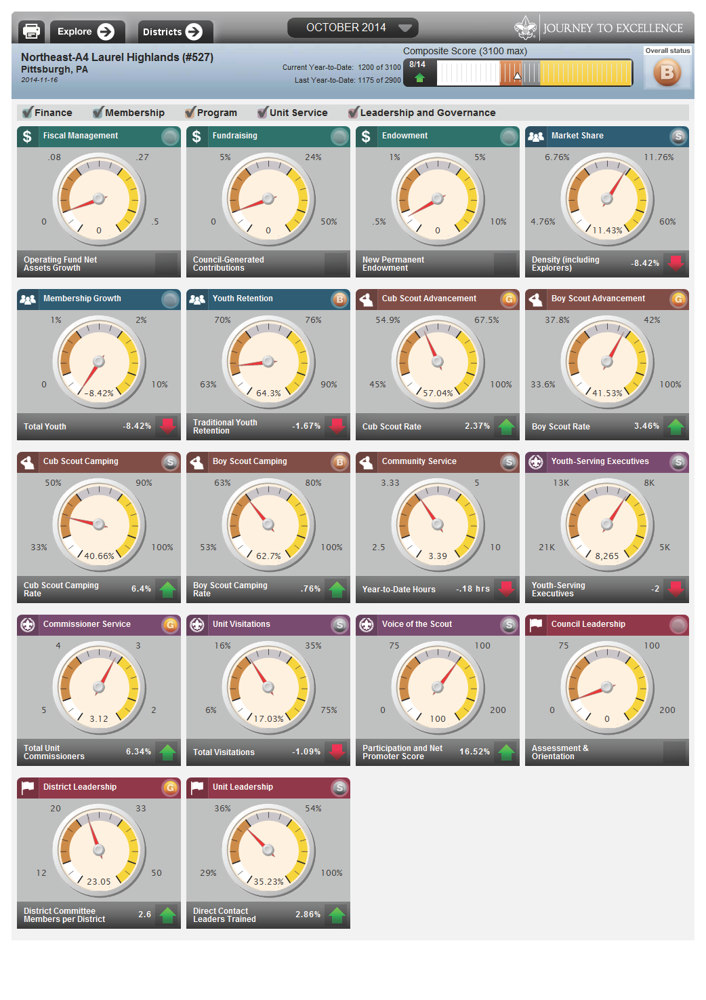 Explore
Districts
OCTOBER 2014
JOURNEY TO EXCELLENCE
Northeast-A4 Laurel Highlands (#527)
Pittsburgh, PA
2014-11-16
Current Year-to-Date: 1200 of 3100
Last Year-to-Date: 1175 of 2900
Composite Score (3100 max)
8/14
Overall status
B
Finance Membership Program Unit Service Leadership and Governance
$ Fiscal Management
.08 .27
0 .5
0
Operating Fund Net
Assets Growth
$ Fundraising
5% 24%
0 50%
0
Council-Generated
Contributions
$ Endowment
1% 5%
.5% 10%
0
New Permanent
Endowment
Market Share S
6.76% 11.76%
4.76% 60%
11.43%
Density (including
Explorers) -8.42%
Membership Growth
1% 2%
0 10%
-8.42%
Total Youth -8.42%
Youth Retention B
70% 76%
63% 90%
64.3%
Traditional Youth
Retention -1.67%
Cub Scout Advancement G
54.9% 67.5%
45% 100%
57.04%
Cub Scout Rate 2.37%
Boy Scout Advancement G
37.8% 42%
33.6% 100%
41.53%
Boy Scout Rate 3.46%
Cub Scout Camping S
50% 90%
33% 100%
40.66%
Cub Scout Camping
Rate 6.4%
Boy Scout Camping B
63% 80%
53% 100%
62.7%
Boy Scout Camping
Rate .76%
Community Service S
3.33 5
2.5 10
3.39
Year-to-Date Hours -.18 hrs
Youth-Serving Executives S
13K 8K
21K 5K
8,265
Youth-Serving
Executives -2
Commissioner Service G
4 3
5 2
3.12
Total Unit
Commissioners 6.34%
Unit Visitations S
16% 35%
6% 75%
17.03%
Total Visitations -1.09%
Voice of the Scout S
75 100
0 200
100
Participation and Net
Promoter Score 16.52%
Council Leadership
75 100
0 200
0
Assessment &
Orientation
District Leadership G
20 33
12 50
23.05
District Committee
Members per District 2.6
Unit Leadership S
36% 54%
29% 100%
35.23%
Direct Contact
Leaders Trained 2.86%